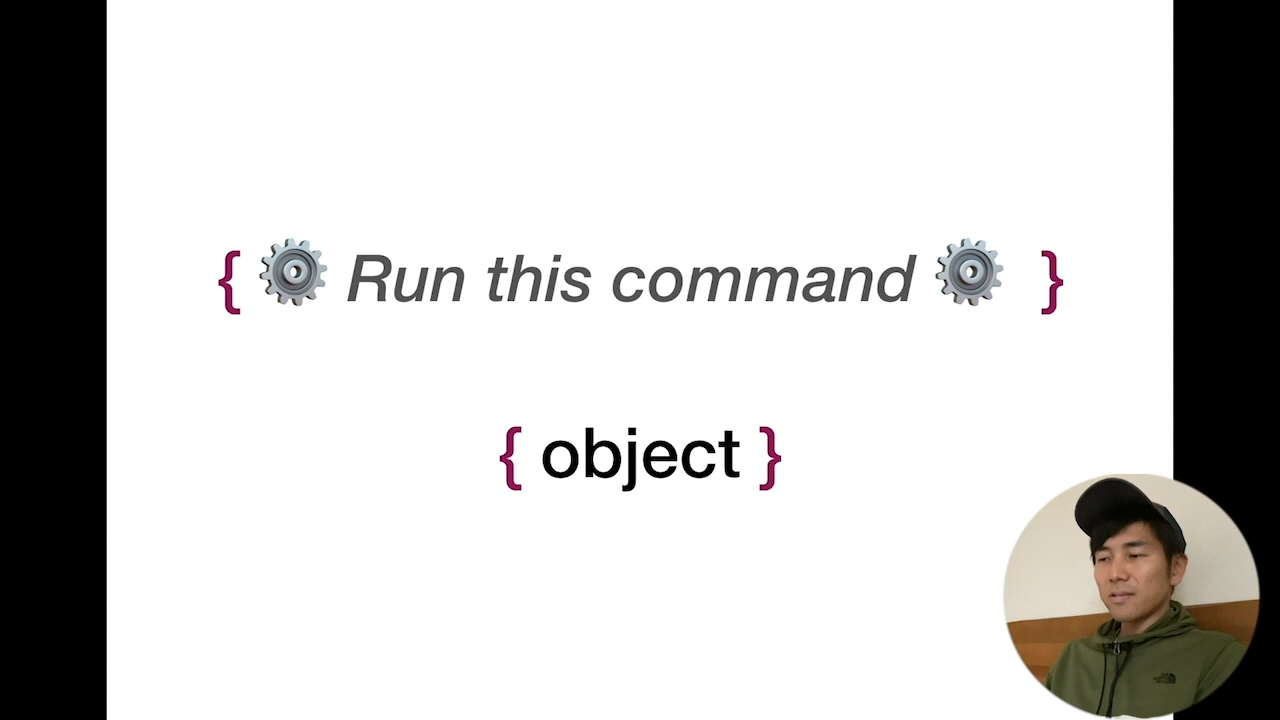 { ⚙️ Run this command ⚙️ }
{ object }